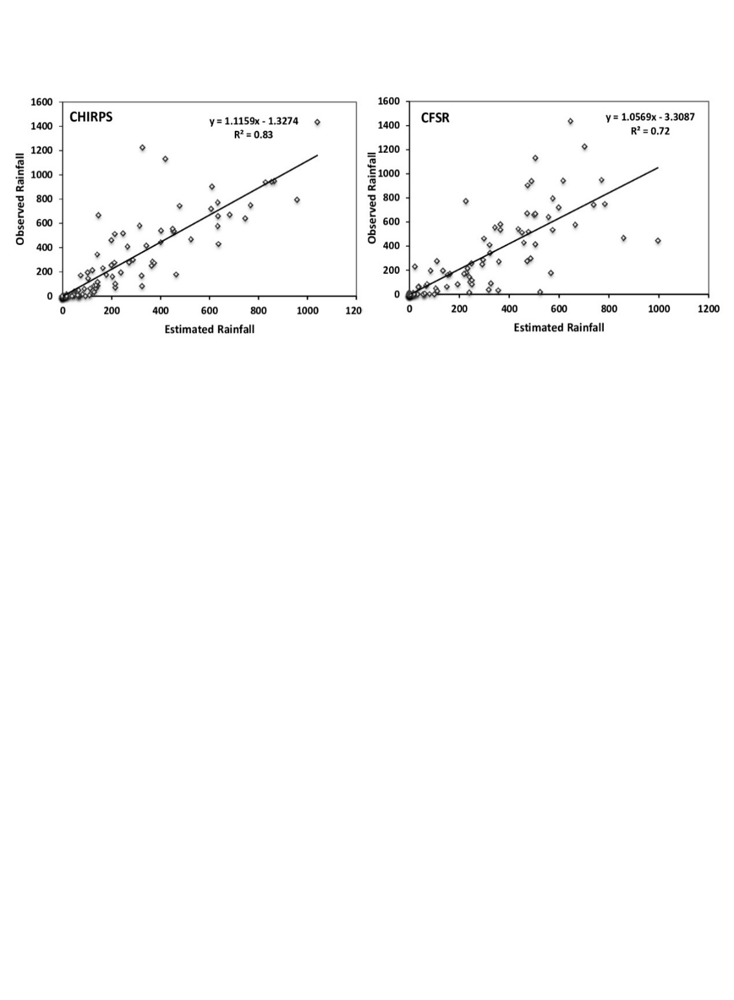 CHIRPS
y = 1.1159x - 1.3274
R² = 0.83
Observed Rainfall
1600
1400
1200
1000
800
600
400
200
0
0 200 400 600 800 1000 120
Estimated Rainfall
CFSR
y = 1.0569x - 3.3087
R² = 0.72
Observed Rainfall
1600
1400
1200
1000
800
600
400
200
0
0 200 400 600 800 1000 1200
Estimated Rainfall